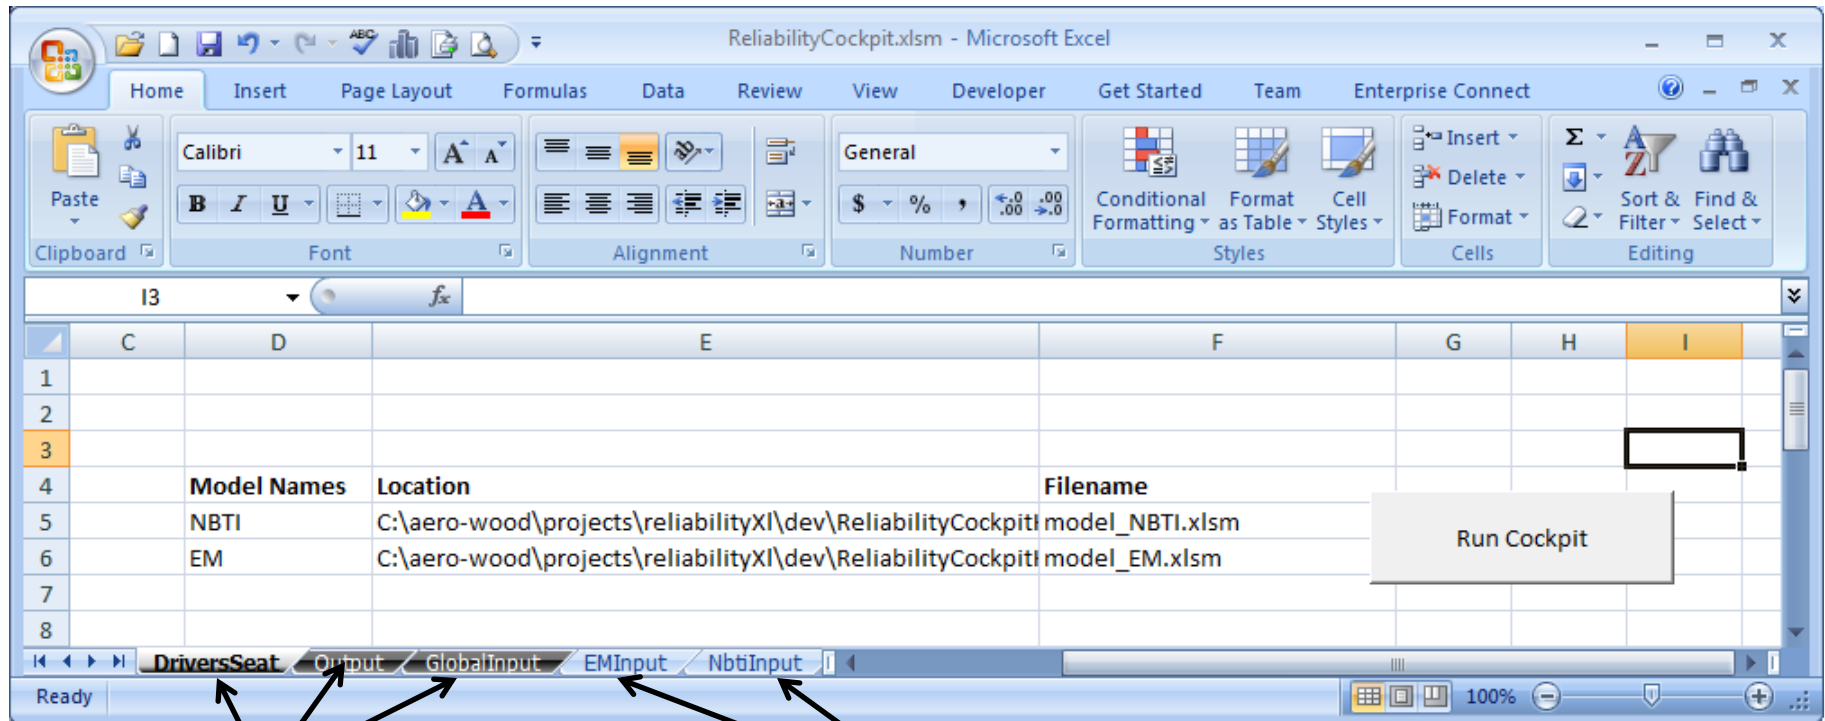 ReliabilityCockpit.xlsm - Microsoft Excel
Home Insert Page Layout Formulas Data Review View Developer Get Started Team Enterprise Connect
Calibri 11 A A General Insert Σ
Paste B I U A $ % , .0 .00 .00 .0 Conditional Formatting Format as Table Cell Styles Delete Format Sort & Filter Find & Select
Clipboard Font Alignment Number Styles Cells Editing
I3 fx
C D E F G H I
1
2
3
4 Model Names Location Filename
5 NBTI C:\aero-wood\projects\reliabilityXl\dev\ReliabilityCockpit model_NBTI.xlsm
Run Cockpit
6 EM C:\aero-wood\projects\reliabilityXl\dev\ReliabilityCockpit model_EM.xlsm
7
8
DriversSeat Output GlobalInput EMInput NbtiInput
Ready 100%